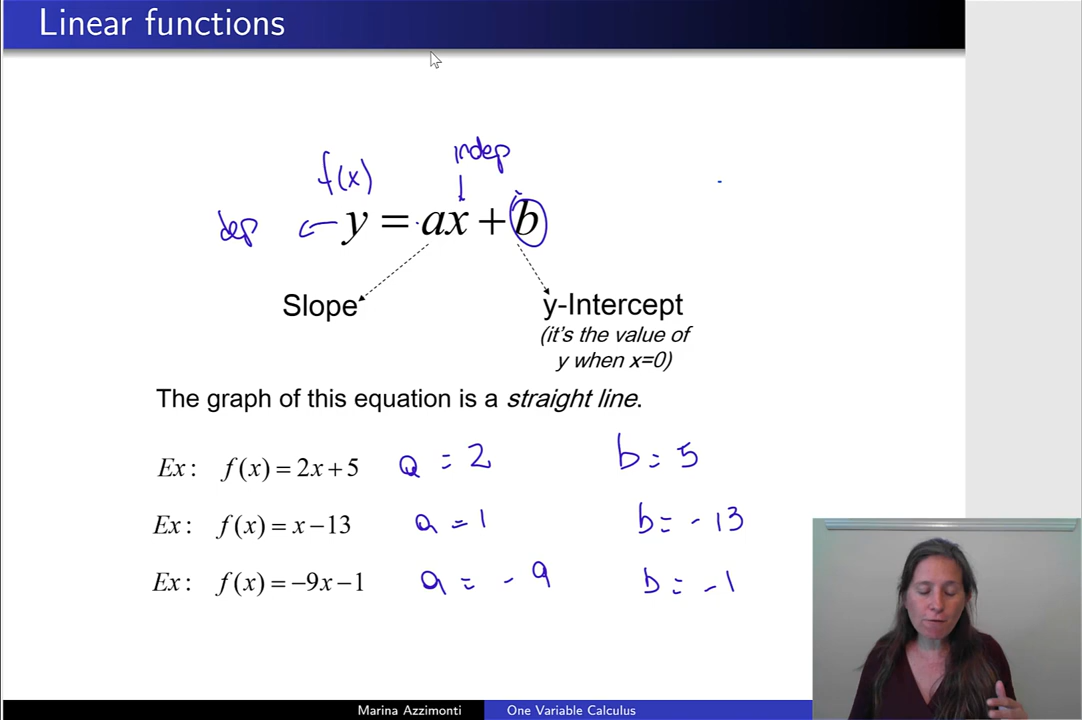 Linear functions
indep
f(x)
dep ← y = ax + b
Slope
y-Intercept
(it's the value of
y when x=0)
The graph of this equation is a straight line.
Ex: f(x) = 2x + 5 a = 2 b = 5
Ex: f(x) = x − 13 a = 1 b = -13
Ex: f(x) = −9x − 1 a = -9 b = -1
Marina Azzimonti One Variable Calculus